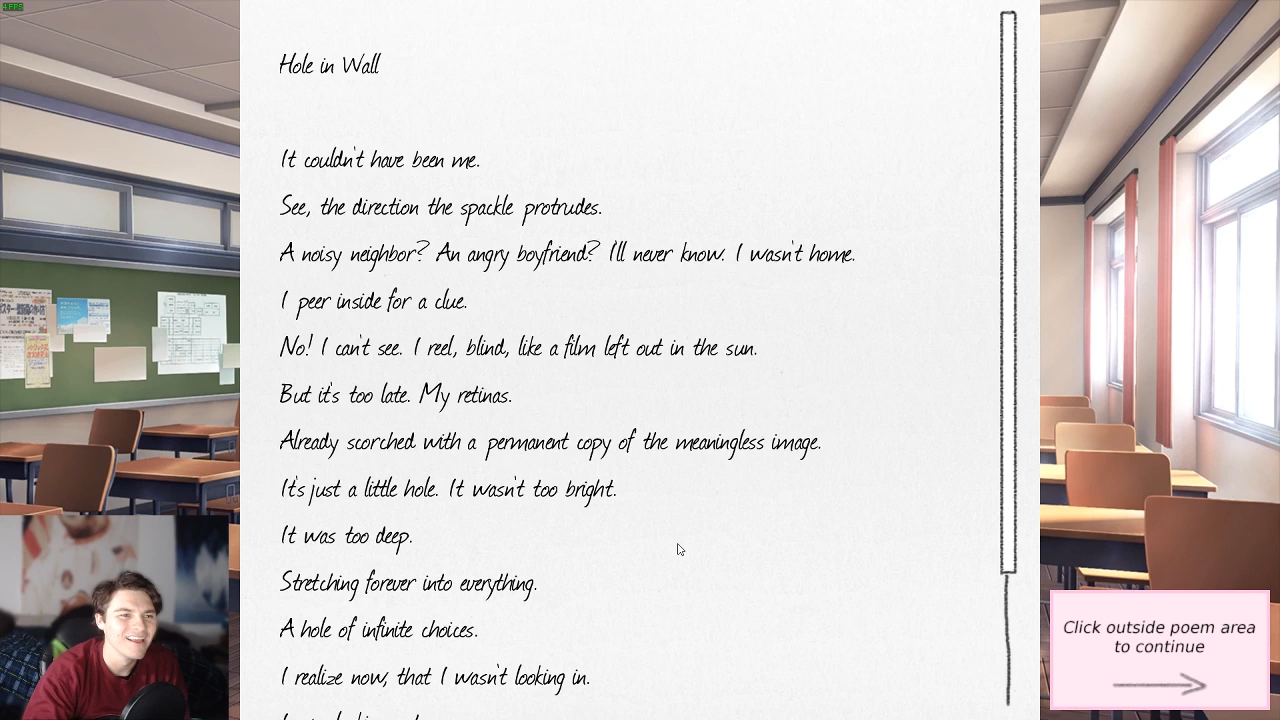 4 FPS
Hole in Wall
It couldn't have been me.
See, the direction the spackle protrudes.
A noisy neighbor? An angry boyfriend? I'll never know. I wasn't home.
I peer inside for a clue.
No! I can't see. I reel, blind, like a film left out in the sun.
But it's too late. My retinas.
Already scorched with a permanent copy of the meaningless image.
It's just a little hole. It wasn't too bright.
It was too deep.
Stretching forever into everything.
A hole of infinite choices.
I realize now, that I wasn't looking in.
Click outside poem area
to continue